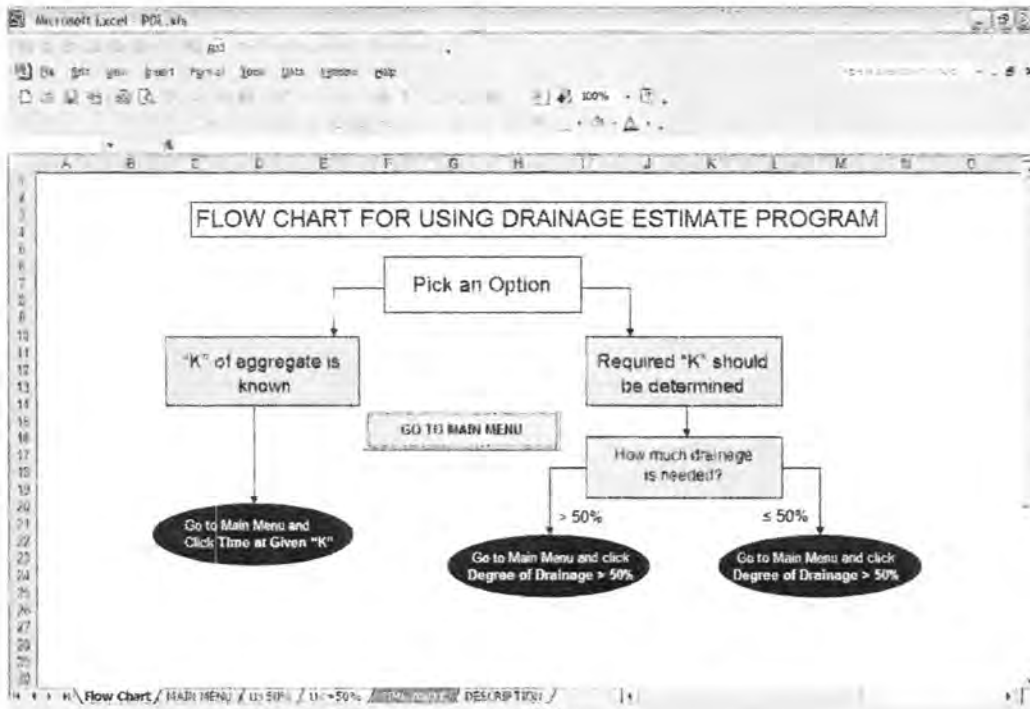 Microsoft Excel - PDE.xls
File Edit View Insert Format Tools Data Window Help
100%
A B C D E F G H I J K L M N O
FLOW CHART FOR USING DRAINAGE ESTIMATE PROGRAM
Pick an Option
"K" of aggregate is
known
Required "K" should
be determined
GO TO MAIN MENU
How much drainage
is needed?
> 50%
≤ 50%
Go to Main Menu and
Click Time at Given "K"
Go to Main Menu and click
Degree of Drainage > 50%
Go to Main Menu and click
Degree of Drainage > 50%
Flow Chart / MAIN MENU / DESCRIPTION /